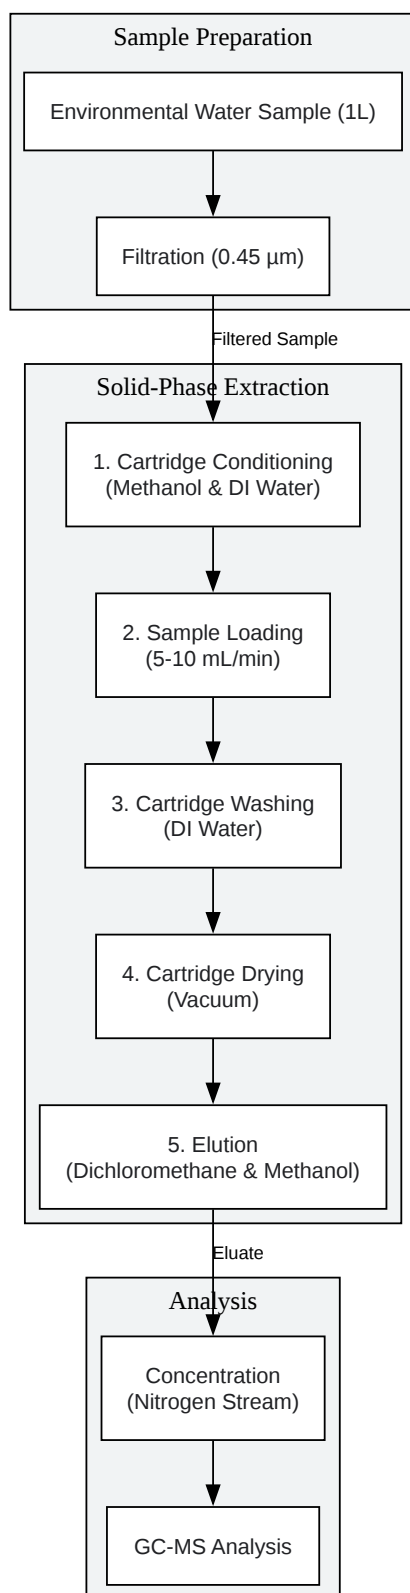 Sample Preparation
Environmental Water Sample (1L)
Filtration (0.45 µm)
Filtered Sample
Solid-Phase Extraction
1. Cartridge Conditioning
(Methanol & DI Water)
2. Sample Loading
(5-10 mL/min)
3. Cartridge Washing
(DI Water)
4. Cartridge Drying
(Vacuum)
5. Elution
(Dichloromethane & Methanol)
Eluate
Analysis
Concentration
(Nitrogen Stream)
GC-MS Analysis